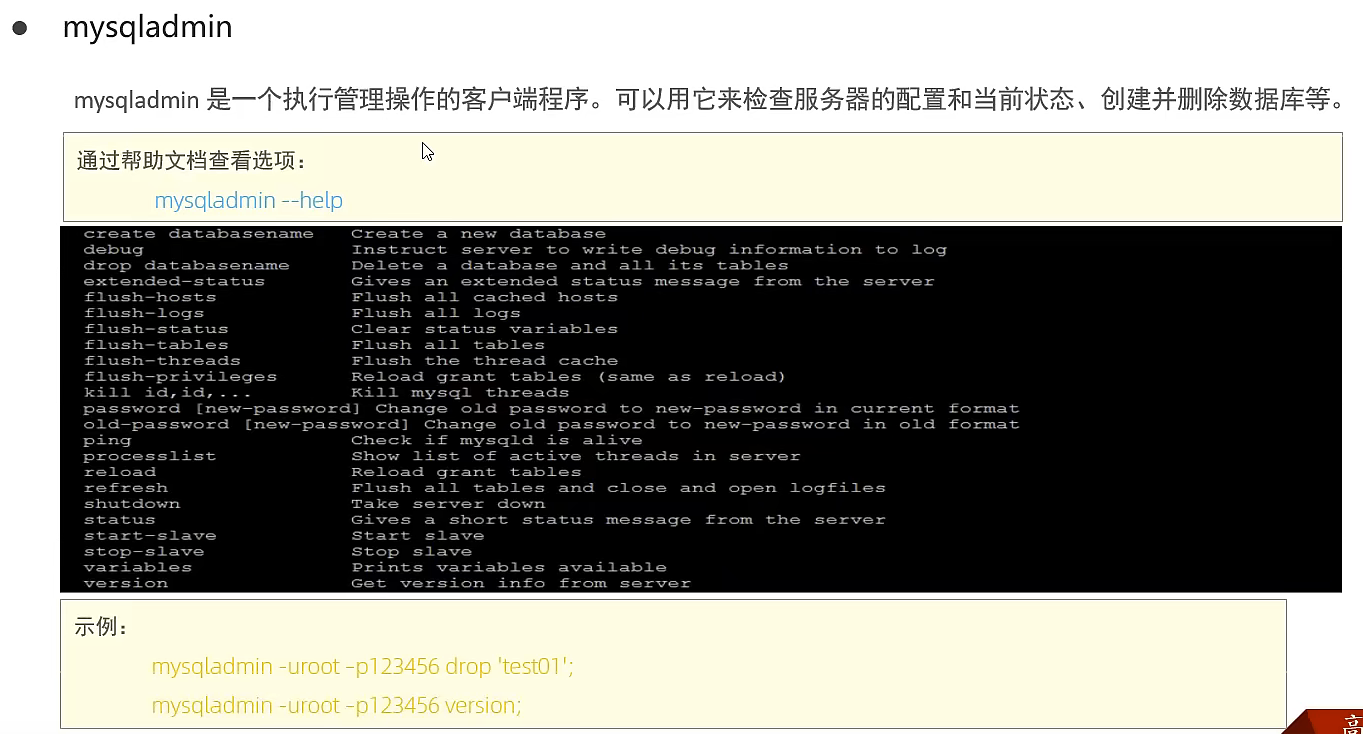 ● mysqladmin
mysqladmin 是一个执行管理操作的客户端程序。可以用它来检查服务器的配置和当前状态、创建并删除数据库等。
通过帮助文档查看选项：
mysqladmin --help
create databasename Create a new database
debug Instruct server to write debug information to log
drop databasename Delete a database and all its tables
extended-status Gives an extended status message from the server
flush-hosts Flush all cached hosts
flush-logs Flush all logs
flush-status Clear status variables
flush-tables Flush all tables
flush-threads Flush the thread cache
flush-privileges Reload grant tables (same as reload)
kill id,id,... Kill mysql threads
password [new-password] Change old password to new-password in current format
old-password [new-password] Change old password to new-password in old format
ping Check if mysqld is alive
processlist Show list of active threads in server
reload Reload grant tables
refresh Flush all tables and close and open logfiles
shutdown Take server down
status Gives a short status message from the server
start-slave Start slave
stop-slave Stop slave
variables Prints variables available
version Get version info from server
示例：
mysqladmin -uroot –p123456 drop 'test01';
mysqladmin -uroot –p123456 version;
高